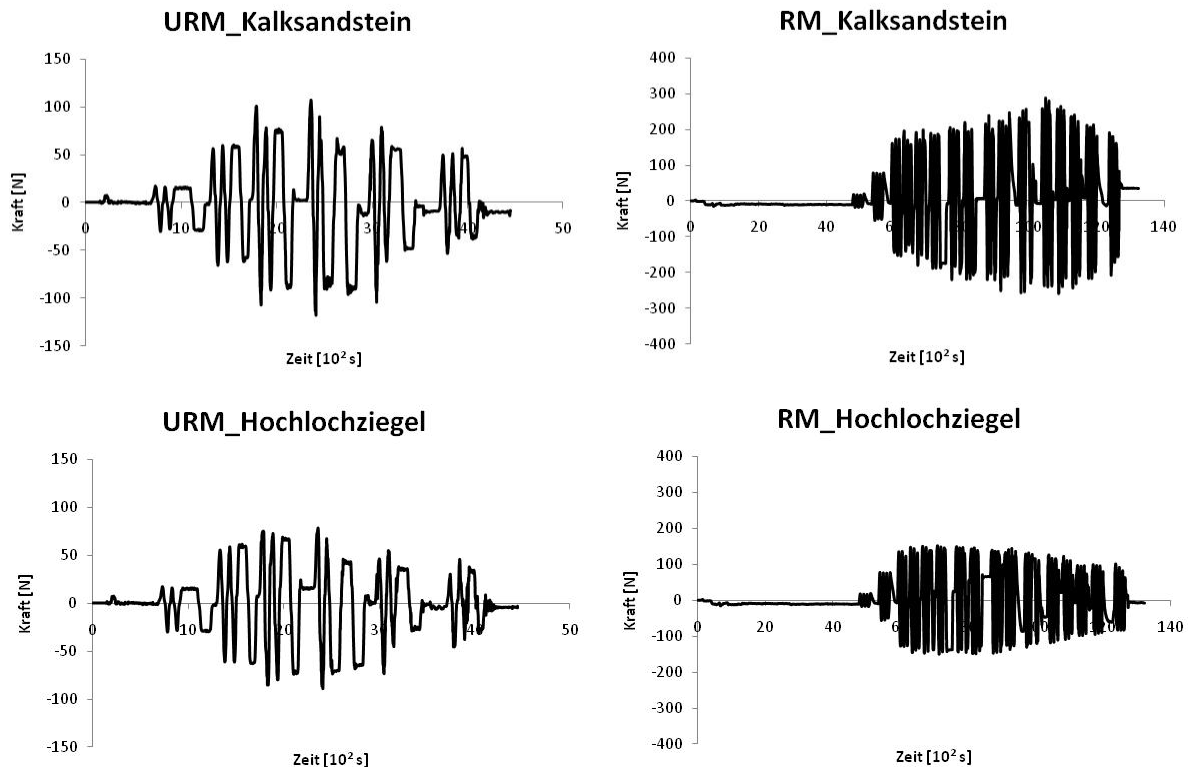 URM_Kalksandstein
150
100
50
0
-50
-100
-150
0 10 20 30 40 50
Kraft [N]
Zeit [10² s]
RM_Kalksandstein
400
300
200
100
0
-100
-200
-300
-400
0 20 40 60 80 100 120 140
Kraft [N]
Zeit [10² s]
URM_Hochlochziegel
150
100
50
0
-50
-100
-150
0 10 20 30 40 50
Kraft [N]
Zeit [10² s]
RM_Hochlochziegel
400
300
200
100
0
-100
-200
-300
-400
0 20 40 60 80 100 120 140
Kraft [N]
Zeit [10² s]